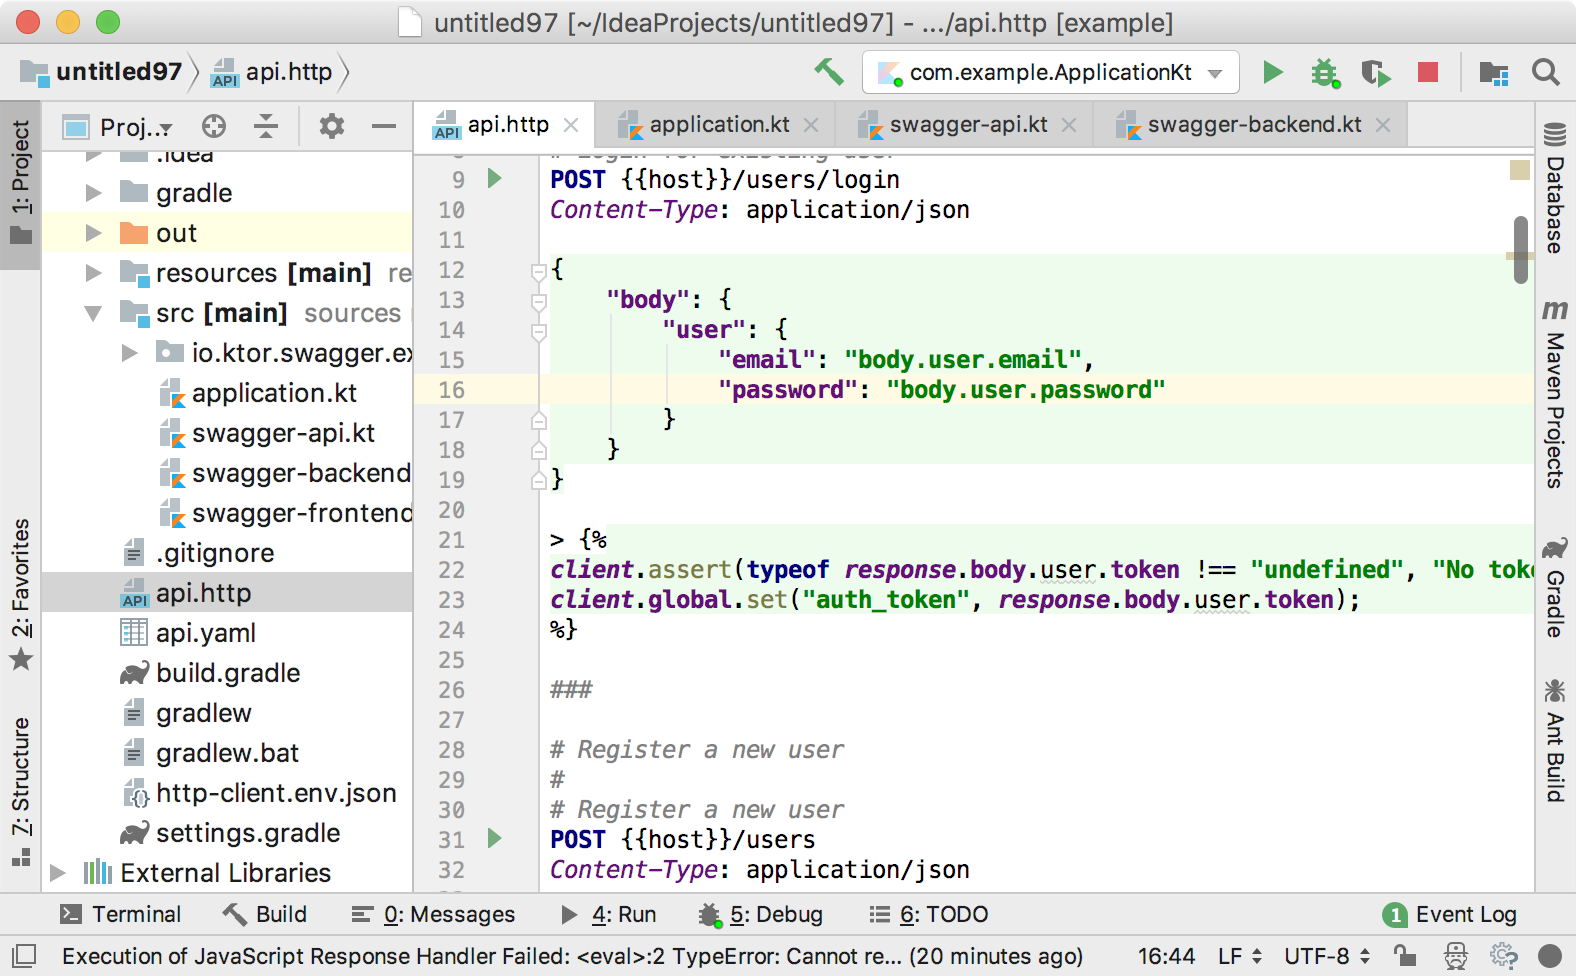 untitled97 [~/IdeaProjects/untitled97] - .../api.http [example]
untitled97
API
api.http
com.example.ApplicationKt
1: Project
2: Favorites
7: Structure
Proj...
.idea
gradle
out
resources [main] re
src [main] sources
io.ktor.swagger.ex
application.kt
swagger-api.kt
swagger-backend
swagger-frontend
.gitignore
API api.http
api.yaml
build.gradle
gradlew
gradlew.bat
http-client.env.json
settings.gradle
External Libraries
API api.http
application.kt
swagger-api.kt
swagger-backend.kt
8 # Login for existing user
9 POST {{host}}/users/login
10 Content-Type: application/json
11
12 {
13 "body": {
14 "user": {
15 "email": "body.user.email",
16 "password": "body.user.password"
17 }
18 }
19 }
20
21 > {%
22 client.assert(typeof response.body.user.token !== "undefined", "No toke
23 client.global.set("auth_token", response.body.user.token);
24 %}
25
26 ###
27
28 # Register a new user
29 #
30 # Register a new user
31 POST {{host}}/users
32 Content-Type: application/json
Database
m Maven Projects
Gradle
Ant Build
Terminal
Build
0: Messages
4: Run
5: Debug
6: TODO
1 Event Log
Execution of JavaScript Response Handler Failed: <eval>:2 TypeError: Cannot re... (20 minutes ago)
16:44
LF
UTF-8